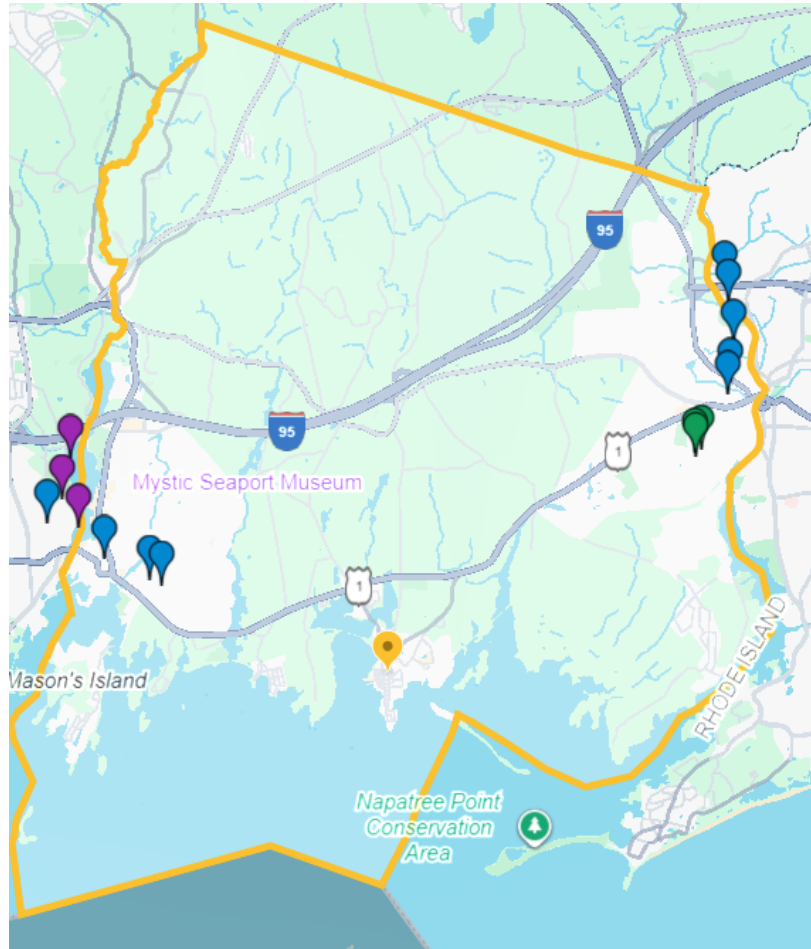 95
95
1
Mystic Seaport Museum
1
Mason's Island
RHODE ISLAND
Napatree Point
Conservation
Area